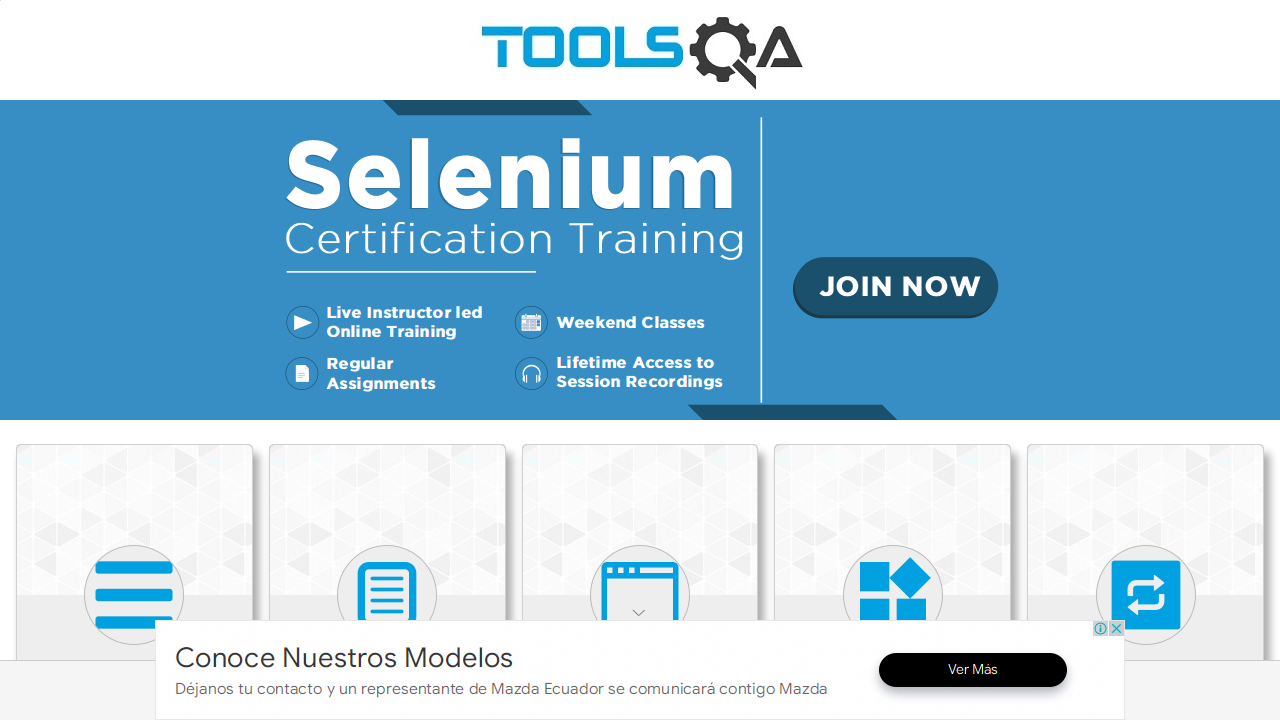 TOOLSQA
Selenium
Certification Training
JOIN NOW
Live Instructor led
Online Training
Weekend Classes
Regular
Assignments
Lifetime Access to
Session Recordings
Conoce Nuestros Modelos
Déjanos tu contacto y un representante de Mazda Ecuador se comunicará contigo Mazda
Ver Más